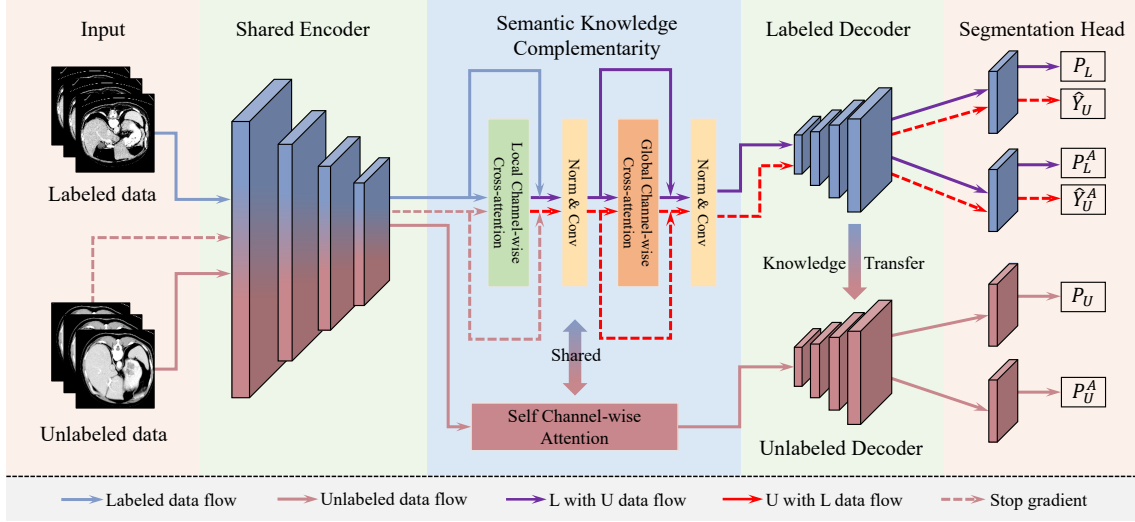 Input
Shared Encoder
Semantic Knowledge
Complementarity
Labeled Decoder
Segmentation Head
Labeled data
Unlabeled data
Local Channel-wise
Cross-attention
Norm & Conv
Global Channel-wise
Cross-attention
Norm & Conv
Shared
Self Channel-wise
Attention
Knowledge Transfer
Unlabeled Decoder
P_L
Ŷ_U
P_L^A
Ŷ_U^A
P_U
P_U^A
Labeled data flow
Unlabeled data flow
L with U data flow
U with L data flow
Stop gradient